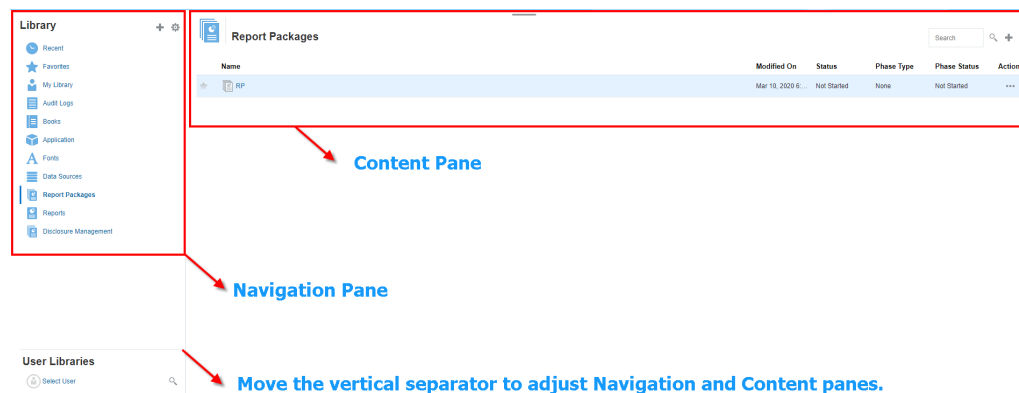 Library
Recent
Favorites
My Library
Audit Logs
Books
Application
Fonts
Data Sources
Report Packages
Reports
Disclosure Management
Report Packages
Search
Name Modified On Status Phase Type Phase Status Action
RP Mar 10, 2020 6:... Not Started None Not Started
Content Pane
Navigation Pane
User Libraries
Select User
Move the vertical separator to adjust Navigation and Content panes.